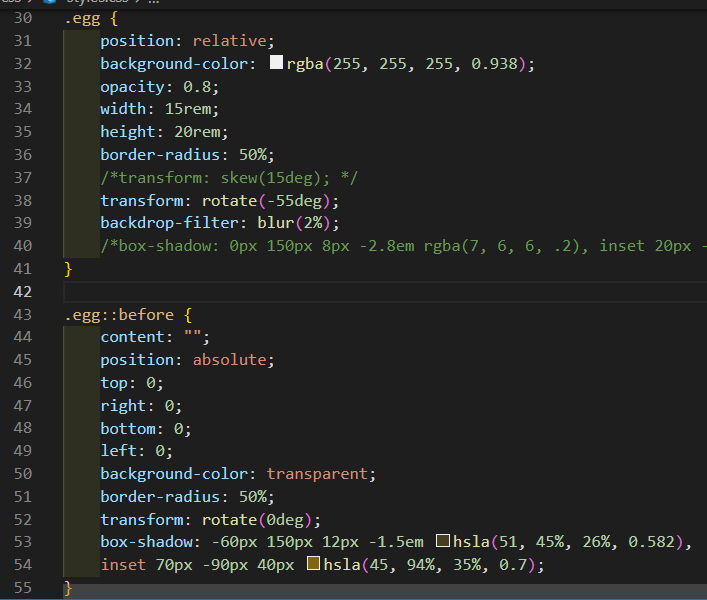 30 .egg {
31 position: relative;
32 background-color: rgba(255, 255, 255, 0.938);
33 opacity: 0.8;
34 width: 15rem;
35 height: 20rem;
36 border-radius: 50%;
37 /*transform: skew(15deg); */
38 transform: rotate(-55deg);
39 backdrop-filter: blur(2%);
40 /*box-shadow: 0px 150px 8px -2.8em rgba(7, 6, 6, .2), inset 20px -
41 }
42
43 .egg::before {
44 content: "";
45 position: absolute;
46 top: 0;
47 right: 0;
48 bottom: 0;
49 left: 0;
50 background-color: transparent;
51 border-radius: 50%;
52 transform: rotate(0deg);
53 box-shadow: -60px 150px 12px -1.5em hsla(51, 45%, 26%, 0.582),
54 inset 70px -90px 40px hsla(45, 94%, 35%, 0.7);
55 }